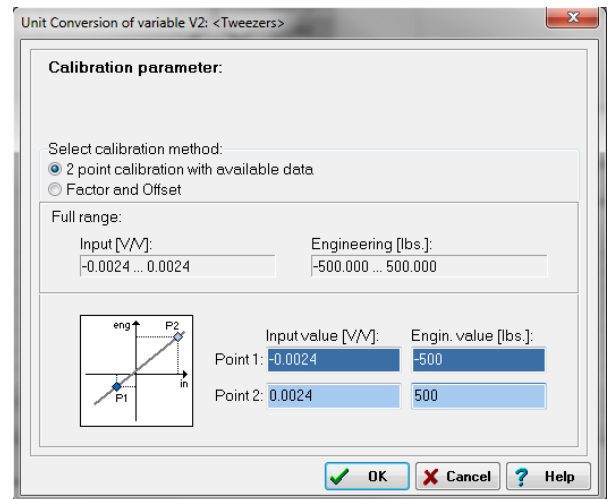 Unit Conversion of variable V2: <Tweezers>
Calibration parameter:
Select calibration method:
2 point calibration with available data
Factor and Offset
Full range:
Input [V/V]: Engineering [lbs.]:
-0.0024 ... 0.0024 -500.000 ... 500.000
eng P2
in
P1
Input value [V/V]: Engin. value [lbs.]:
Point 1: -0.0024 -500
Point 2: 0.0024 500
OK Cancel ? Help